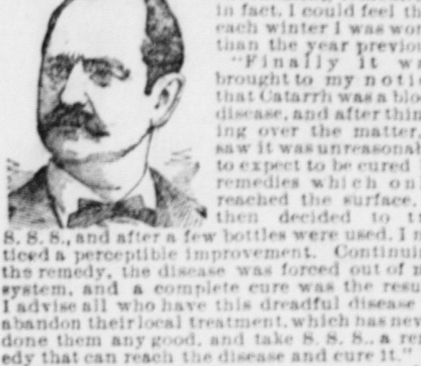 in fact, I could feel th
each winter I was wor
than the year previou
"Finally it wa
brought to my notic
that Catarrh was a blo
disease, and after thin
ing over the matter,
saw it was unreasonab
to expect to be cured
remedies which onl
reached the surface.
then decided to tr
S. S. S., and after a few bottles were used, I n
ticed a perceptible improvement. Continuin
the remedy, the disease was forced out of m
system, and a complete cure was the resu
I advise all who have this dreadful disease
abandon their local treatment, which has nev
done them any good, and take S. S. S., a rem
edy that can reach the disease and cure it."